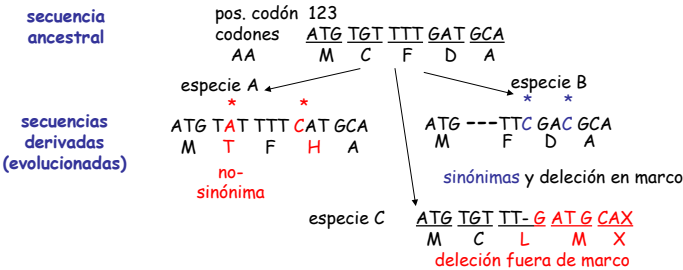 secuencia
ancestral
pos. codón 123
codones ATG TGT TTT GAT GCA
AA M C F D A
especie A
especie B
* *
* *
secuencias
derivadas
(evolucionadas)
ATG TAT TTT CAT GCA
M T F H A
no-
sinónima
ATG --- TTC GAC GCA
M F D A
sinónimas y deleción en marco
especie C ATG TGT TT- G ATG CAX
M C L M X
deleción fuera de marco